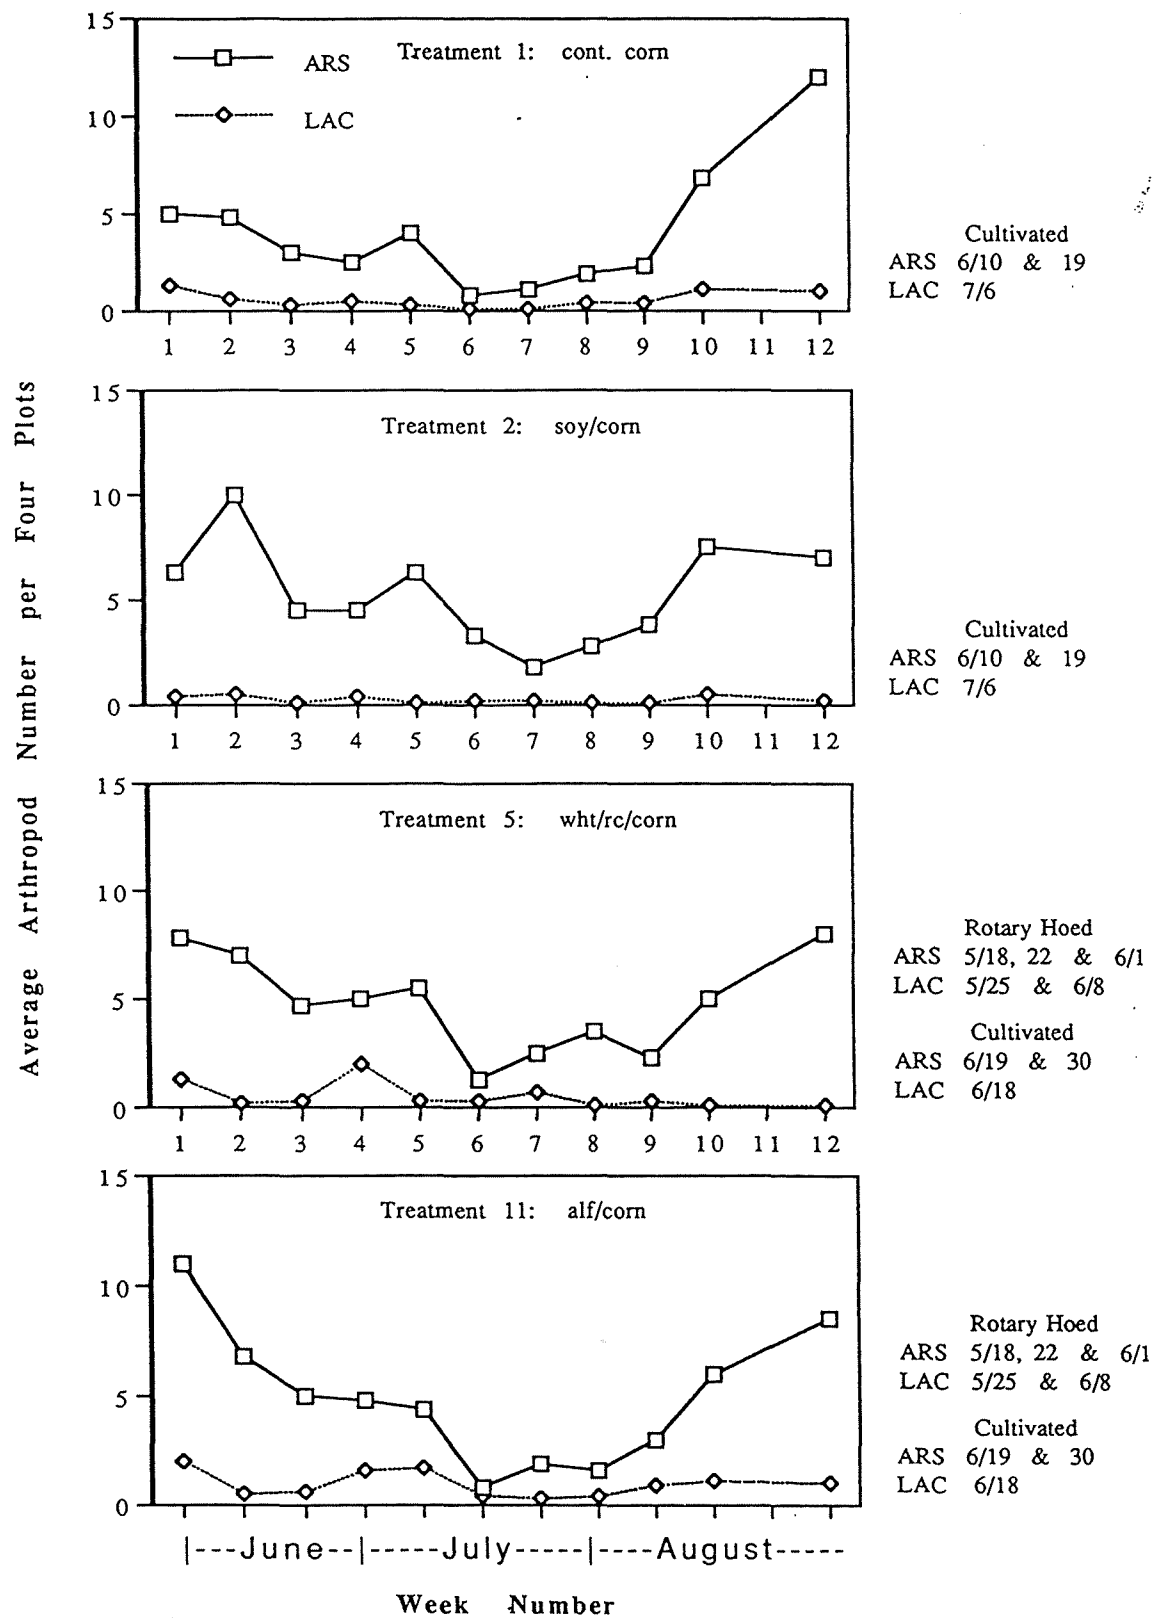 15
Treatment 1: cont. corn
ARS
LAC
10
5
0
1 2 3 4 5 6 7 8 9 10 11 12
Cultivated
ARS 6/10 & 19
LAC 7/6
Average Arthropod Number per Four Plots
15
Treatment 2: soy/corn
10
5
0
1 2 3 4 5 6 7 8 9 10 11 12
Cultivated
ARS 6/10 & 19
LAC 7/6
15
Treatment 5: wht/rc/corn
10
5
0
1 2 3 4 5 6 7 8 9 10 11 12
Rotary Hoed
ARS 5/18, 22 & 6/1
LAC 5/25 & 6/8
Cultivated
ARS 6/19 & 30
LAC 6/18
15
Treatment 11: alf/corn
10
5
0
Rotary Hoed
ARS 5/18, 22 & 6/1
LAC 5/25 & 6/8
Cultivated
ARS 6/19 & 30
LAC 6/18
|---June--|-----July-----|----August-----
Week Number